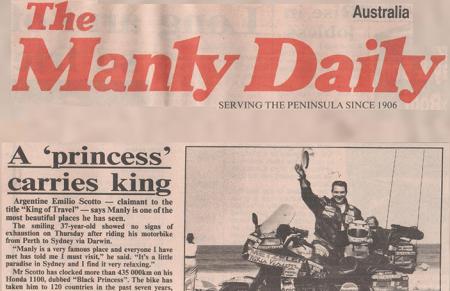 Australia
The
Manly Daily
SERVING THE PENINSULA SINCE 1906
A 'princess'
carries king
Argentine Emilio Scotto — claimant to the
title "King of Travel" — says Manly is one of the
most beautiful places he has seen.
The smiling 37-year-old showed no signs of
exhaustion on Thursday after riding his motorbike
from Perth to Sydney via Darwin.
"Manly is a very famous place and everyone I have
met has told me I must visit," he said. "It's a little
paradise in Sydney and I find it very relaxing."
Mr Scotto has clocked more than 435 000km on his
Honda 1100, dubbed "Black Princess". The bike has
taken him to 120 countries in the past seven years,